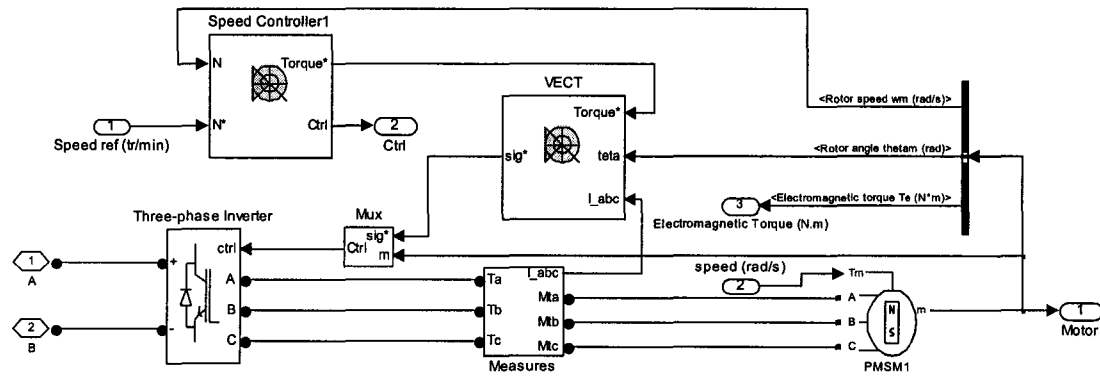 Speed Controller1
N
Torque*
N*
Ctrl
1
Speed ref (tr/min)
2
Ctrl
VECT
Torque*
sig*
teta
I_abc
<Rotor speed wm (rad/s)>
<Rotor angle thetam (rad)>
<Electromagnetic torque Te (N*m)>
3
Electromagnetic Torque (N.m)
Three-phase Inverter
ctrl
+
-
A
B
C
1
A
2
B
Mux
sig*
Ctrl
m
I_abc
Ta
Tb
Tc
Mta
Mtb
Mtc
Measures
speed (rad/s)
2
Tm
A
B
C
N
S
m
PMSM1
1
Motor